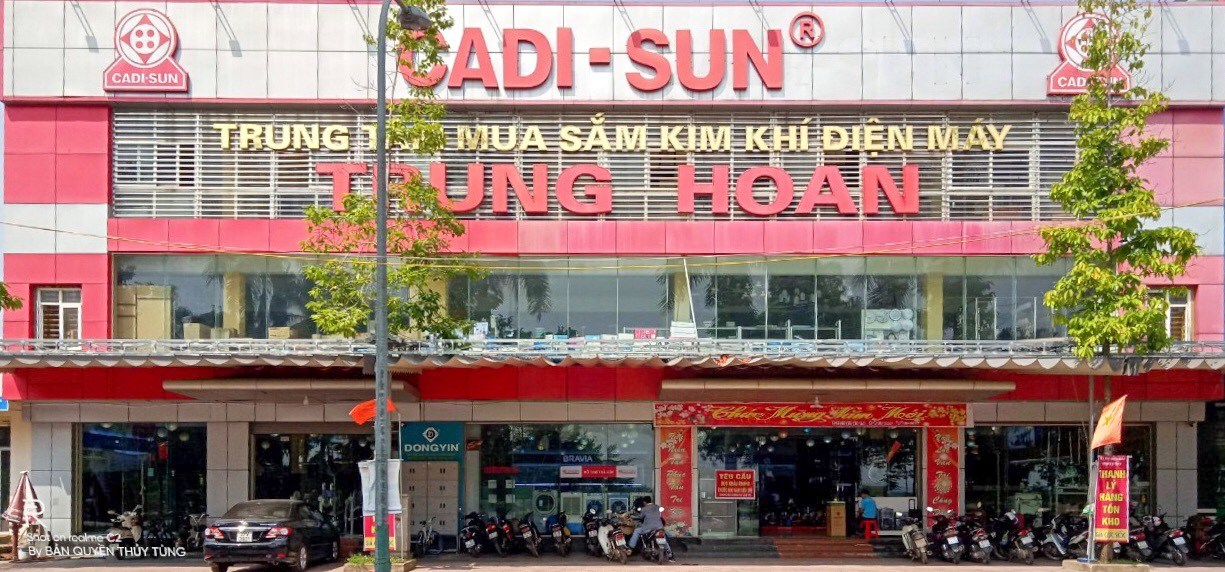 CADI-SUN®
CADI-SUN
CADI-SUN
TRUNG TÂM MUA SẮM KIM KHÍ ĐIỆN MÁY
TRUNG HOAN
DONGYIN
BRAVIA
Chúc Mừng Năm Mới
YÊU CẦU
THANH
LÝ HÀNG
TỒN
KHO
Shot on realme C2
By BẢN QUYỀN THỦY TÙNG